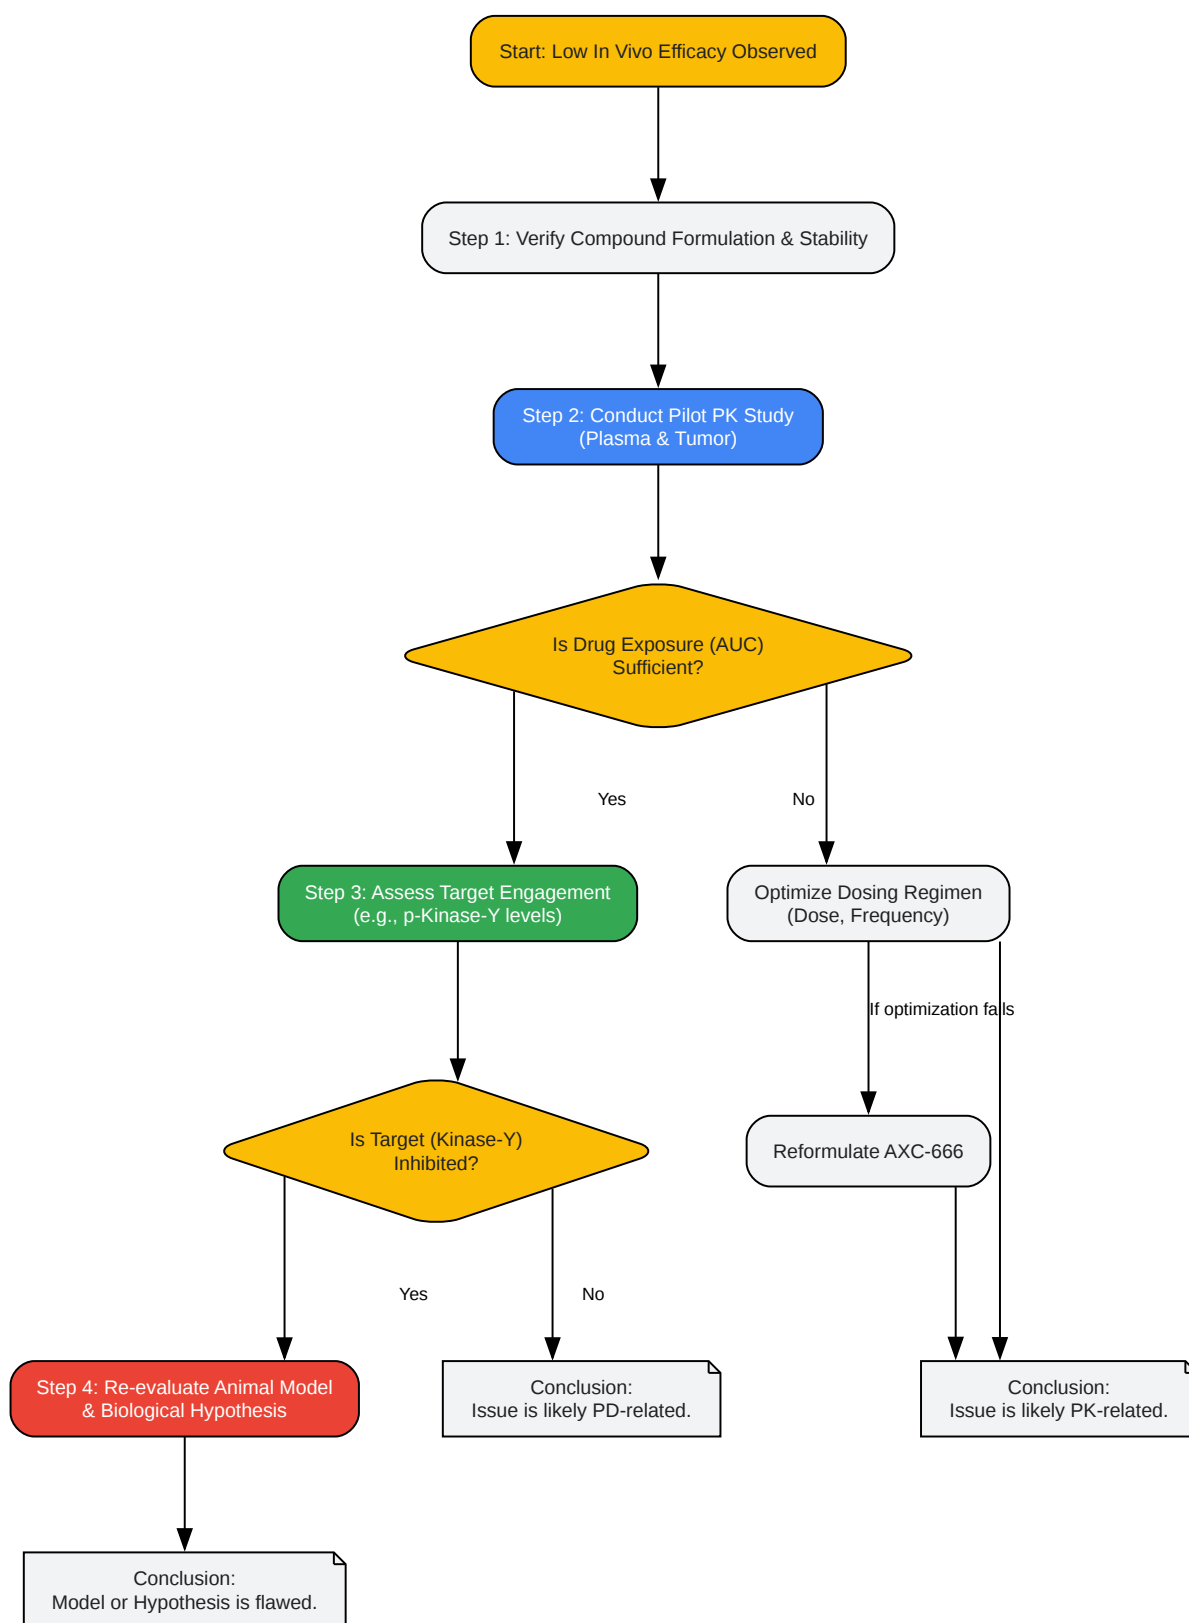 Start: Low In Vivo Efficacy Observed
Step 1: Verify Compound Formulation & Stability
Step 2: Conduct Pilot PK Study
(Plasma & Tumor)
Is Drug Exposure (AUC)
Sufficient?
Yes
No
Step 3: Assess Target Engagement
(e.g., p-Kinase-Y levels)
Optimize Dosing Regimen
(Dose, Frequency)
If optimization fails
Is Target (Kinase-Y)
Inhibited?
Reformulate AXC-666
Yes
No
Step 4: Re-evaluate Animal Model
& Biological Hypothesis
Conclusion:
Issue is likely PD-related.
Conclusion:
Issue is likely PK-related.
Conclusion:
Model or Hypothesis is flawed.